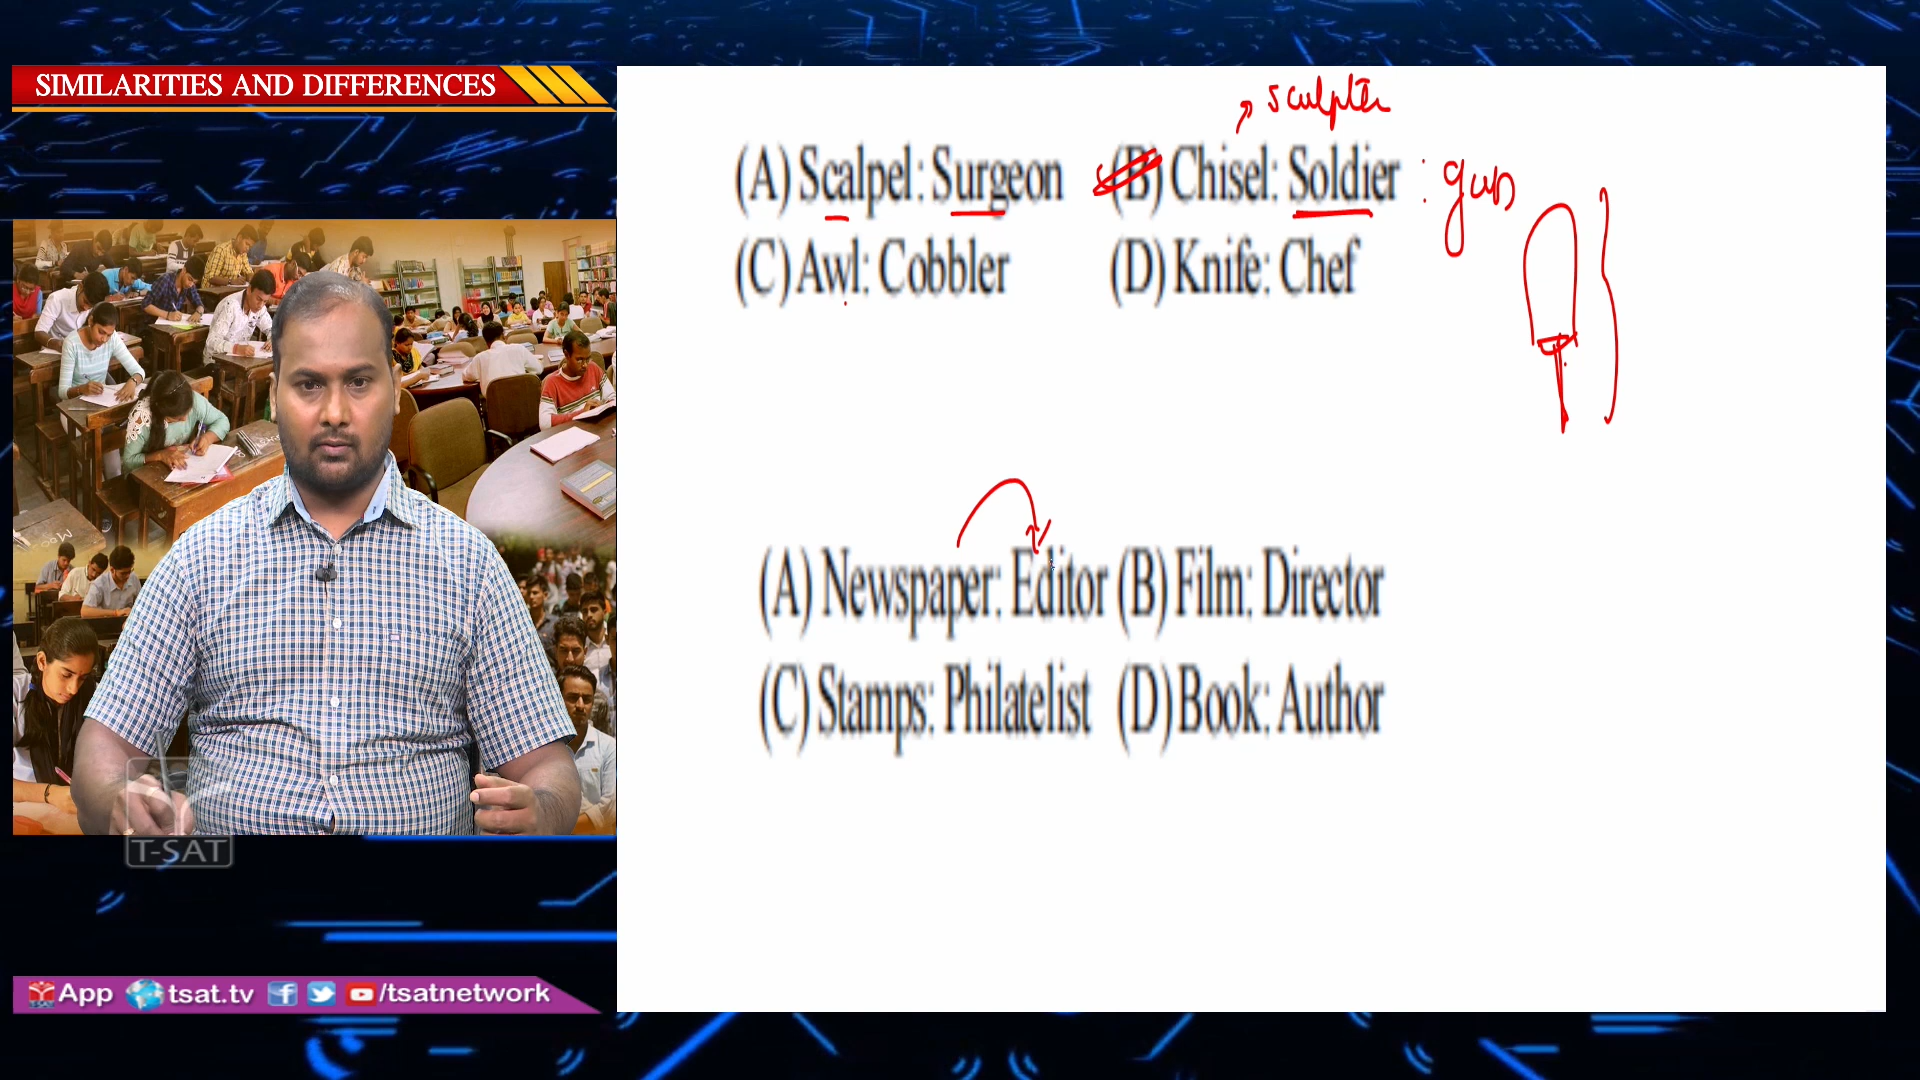 SIMILARITIES AND DIFFERENCES
sculpter
(A) Scalpel: Surgeon (B) Chisel: Soldier : gun
(C) Awl: Cobbler (D) Knife: Chef
(A) Newspaper: Editor (B) Film: Director
(C) Stamps: Philatelist (D) Book: Author
T-SAT
App tsat.tv /tsatnetwork